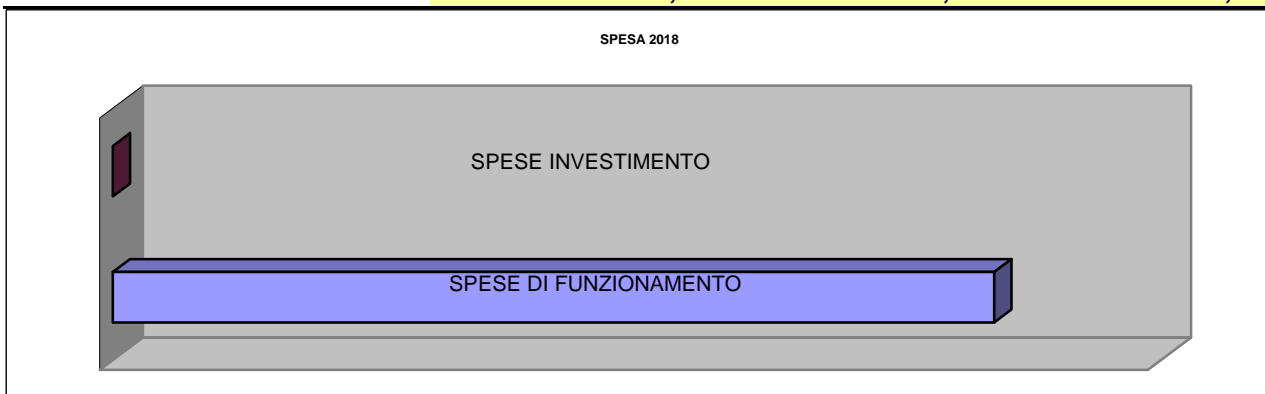 SPESA 2018
SPESE INVESTIMENTO
SPESE DI FUNZIONAMENTO